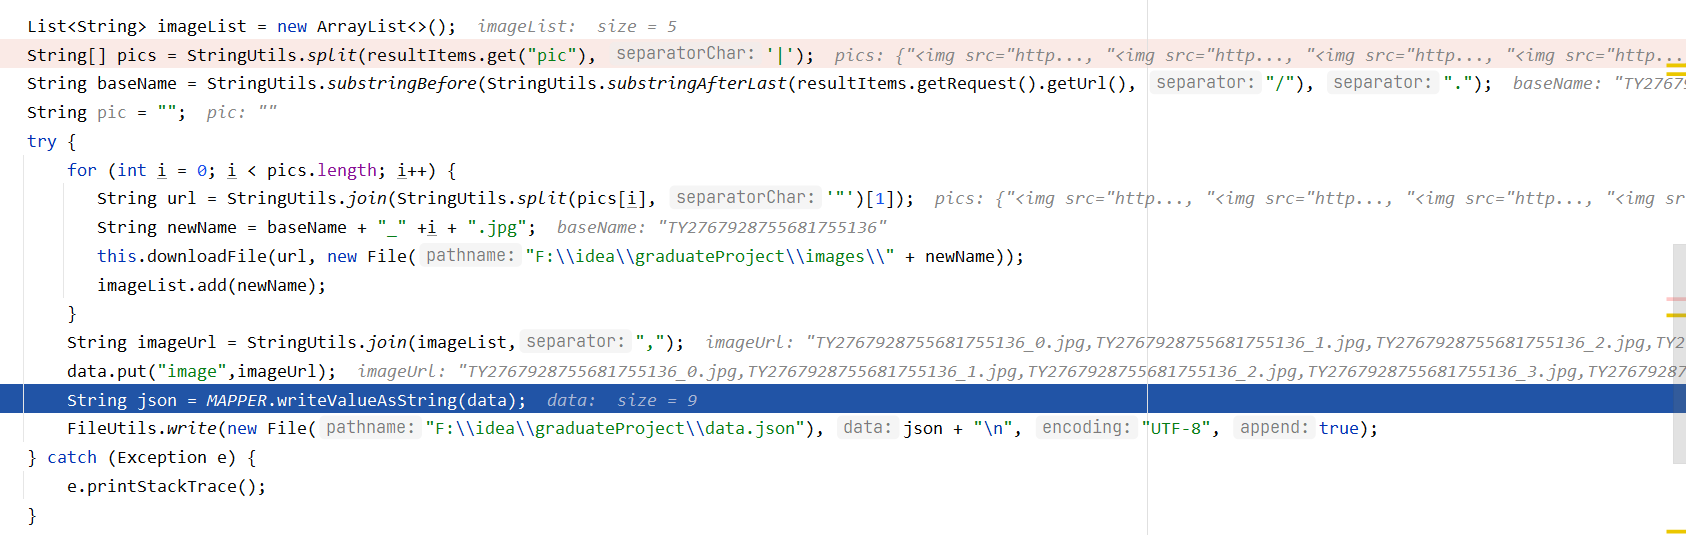 List<String> imageList = new ArrayList<>();  imageList:  size = 5
String[] pics = StringUtils.split(resultItems.get("pic"), separatorChar: '|');  pics: {"<img src="http..., "<img src="http..., "<img src="http..., "<img src="http...
String baseName = StringUtils.substringBefore(StringUtils.substringAfterLast(resultItems.getRequest().getUrl(), separator: "/"), separator: ".");  baseName: "TY2767
String pic = "";  pic: ""
try {
for (int i = 0; i < pics.length; i++) {
String url = StringUtils.join(StringUtils.split(pics[i], separatorChar: '"')[1]);  pics: {"<img src="http..., "<img src="http..., "<img src="http..., "<img sr
String newName = baseName + "_" +i + ".jpg";  baseName: "TY2767928755681755136"
this.downloadFile(url, new File( pathname: "F:\\idea\\graduateProject\\images\\" + newName));
imageList.add(newName);
}
String imageUrl = StringUtils.join(imageList, separator: ",");  imageUrl: "TY2767928755681755136_0.jpg,TY2767928755681755136_1.jpg,TY2767928755681755136_2.jpg,TY2
data.put("image",imageUrl);  imageUrl: "TY2767928755681755136_0.jpg,TY2767928755681755136_1.jpg,TY2767928755681755136_2.jpg,TY2767928755681755136_3.jpg,TY27679287
String json = MAPPER.writeValueAsString(data);  data:  size = 9
FileUtils.write(new File( pathname: "F:\\idea\\graduateProject\\data.json"), data: json + "\n", encoding: "UTF-8", append: true);
} catch (Exception e) {
e.printStackTrace();
}